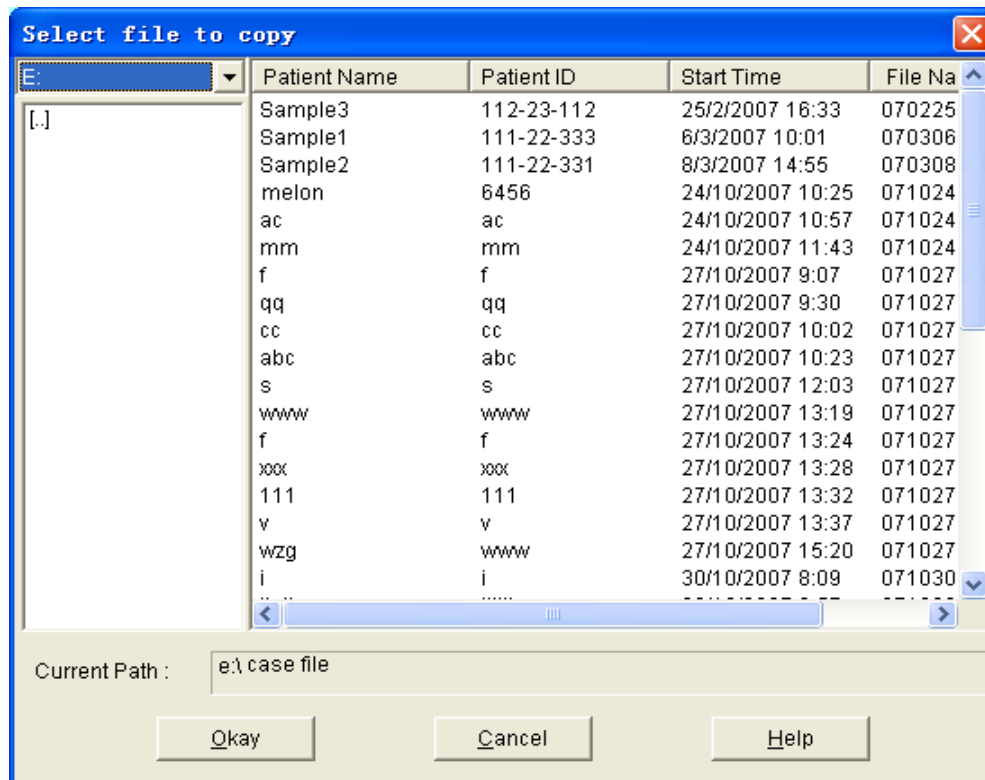 Select file to copy
E: Patient Name Patient ID Start Time File Na
[..]
Sample3 112-23-112 25/2/2007 16:33 070225
Sample1 111-22-333 6/3/2007 10:01 070306
Sample2 111-22-331 8/3/2007 14:55 070308
melon 6456 24/10/2007 10:25 071024
ac ac 24/10/2007 10:57 071024
mm mm 24/10/2007 11:43 071024
f f 27/10/2007 9:07 071027
qq qq 27/10/2007 9:30 071027
cc cc 27/10/2007 10:02 071027
abc abc 27/10/2007 10:23 071027
s s 27/10/2007 12:03 071027
www www 27/10/2007 13:19 071027
f f 27/10/2007 13:24 071027
xxx xxx 27/10/2007 13:28 071027
111 111 27/10/2007 13:32 071027
v v 27/10/2007 13:37 071027
wzg www 27/10/2007 15:20 071027
i i 30/10/2007 8:09 071030
Current Path : e:\ case file
Okay Cancel Help